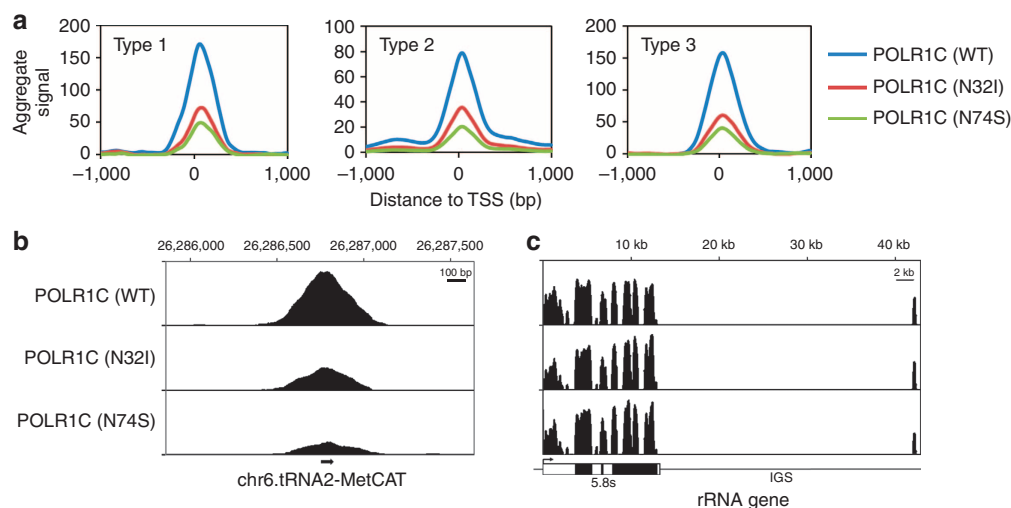 a
Aggregate signal
200
150
100
50
0
Type 1
−1,000 0 1,000
100
80
60
40
20
0
Type 2
−1,000 0 1,000
Distance to TSS (bp)
200
150
100
50
0
Type 3
−1,000 0 1,000
POLR1C (WT)
POLR1C (N32I)
POLR1C (N74S)
b
26,286,000 26,286,500 26,287,000 26,287,500
100 bp
POLR1C (WT)
POLR1C (N32I)
POLR1C (N74S)
chr6.tRNA2-MetCAT
c
10 kb 20 kb 30 kb 40 kb
2 kb
5.8s
IGS
rRNA gene